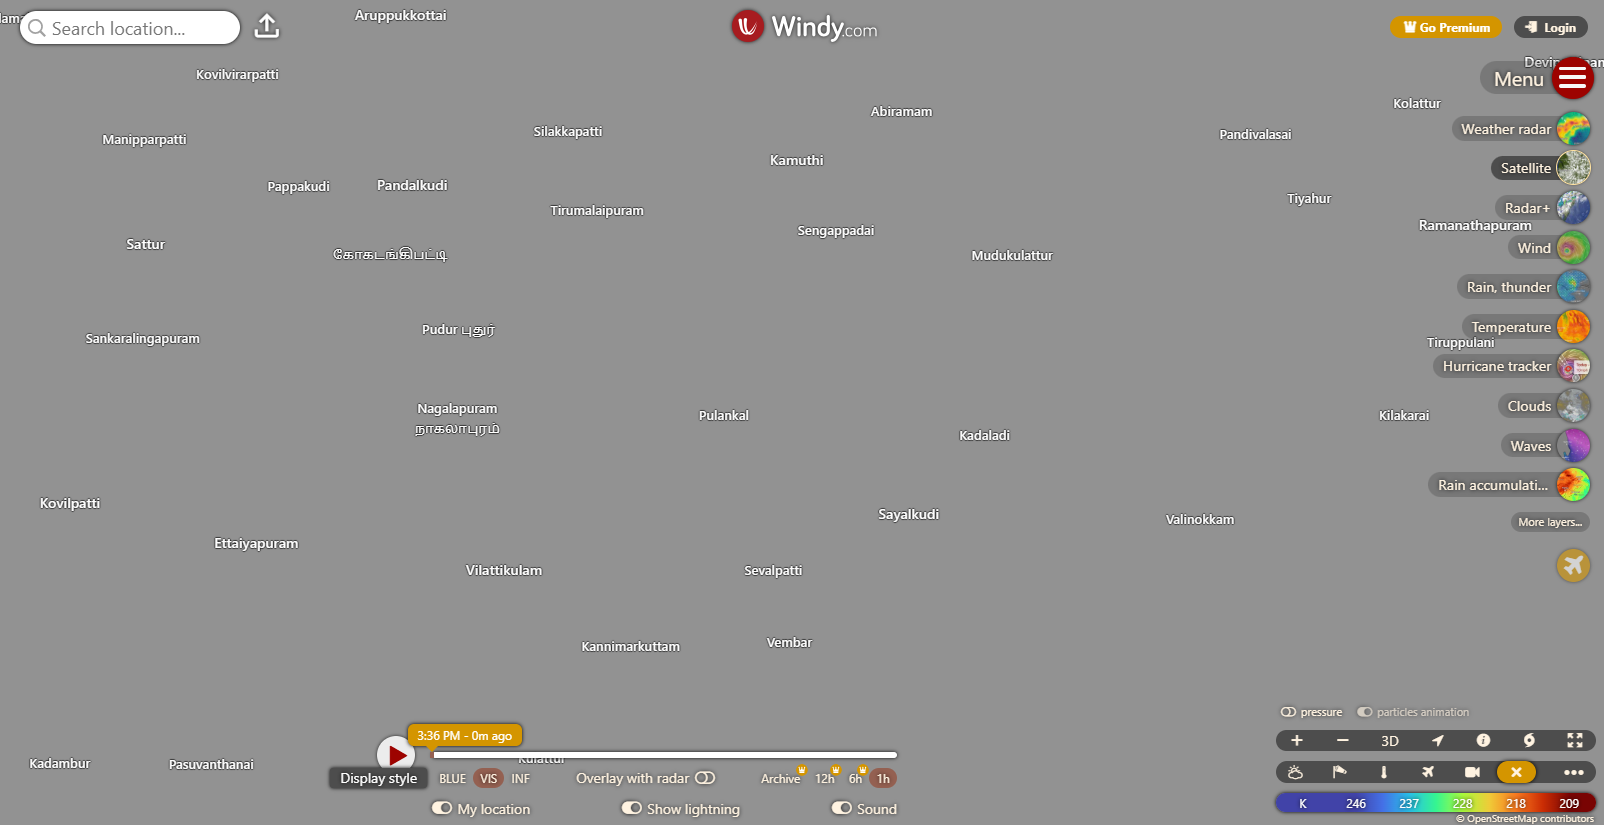 Search location...
Aruppukkottai
Windy.com
Go Premium
Login
Kovilvirarpatti
Menu
Kolattur
Abiramam
Manipparpatti
Silakkapatti
Pandivalasai
Weather radar
Kamuthi
Satellite
Pappakudi
Pandalkudi
Tiyahur
Radar+
Tirumalaipuram
Sengappadai
Ramanathapuram
Sattur
Wind
கோகடங்கிபட்டி
Mudukulattur
Rain, thunder
Pudur புதுர்
Temperature
Sankaralingapuram
Tiruppulani
Hurricane tracker
Nagalapuram
நாகலாபுரம்
Pulankal
Clouds
Kilakarai
Kadaladi
Waves
Rain accumulati...
Kovilpatti
Sayalkudi
Valinokkam
More layers...
Ettaiyapuram
Vilattikulam
Sevalpatti
Kannimarkuttam
Vembar
pressure
particles animation
3:36 PM - 0m ago
3D
Kadambur
Pasuvanthanai
Kulattur
Display style
BLUE
VIS
INF
Overlay with radar
Archive
12h
6h
1h
My location
Show lightning
Sound
K 246 237 228 218 209
© OpenStreetMap contributors